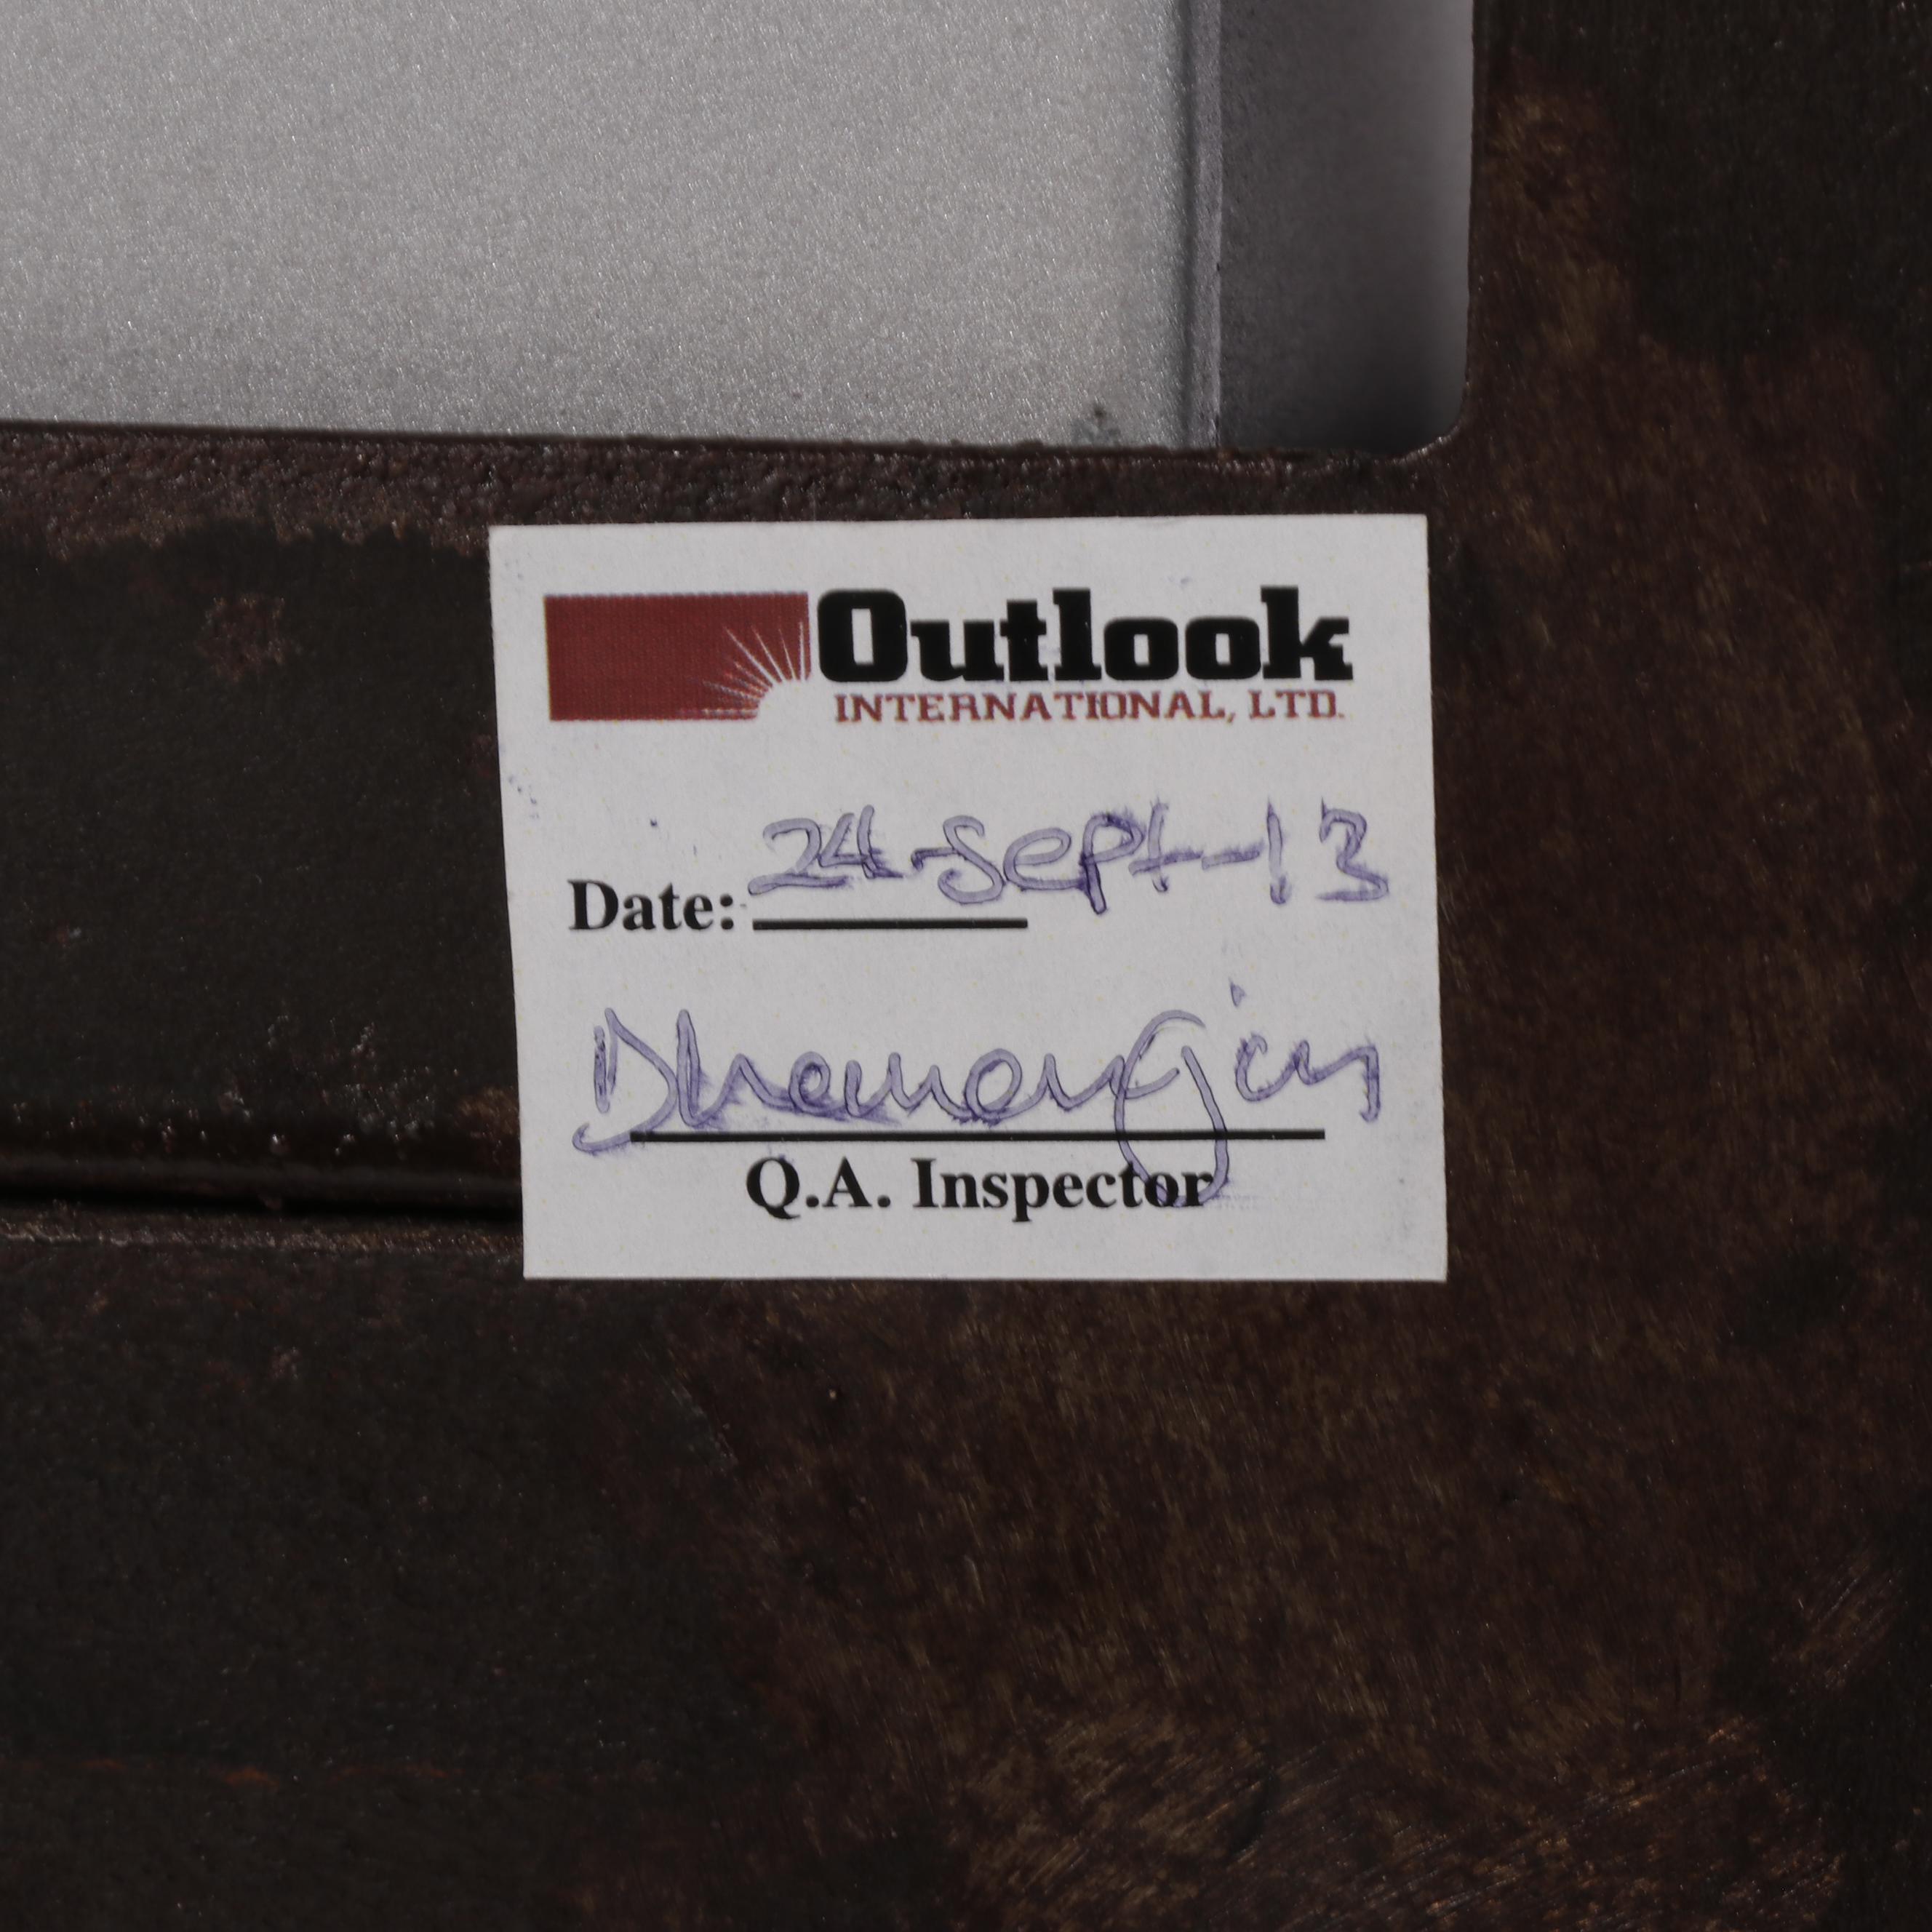 Outlook
INTERNATIONAL, LTD.
Date: 24-Sept-13
Q.A. Inspector